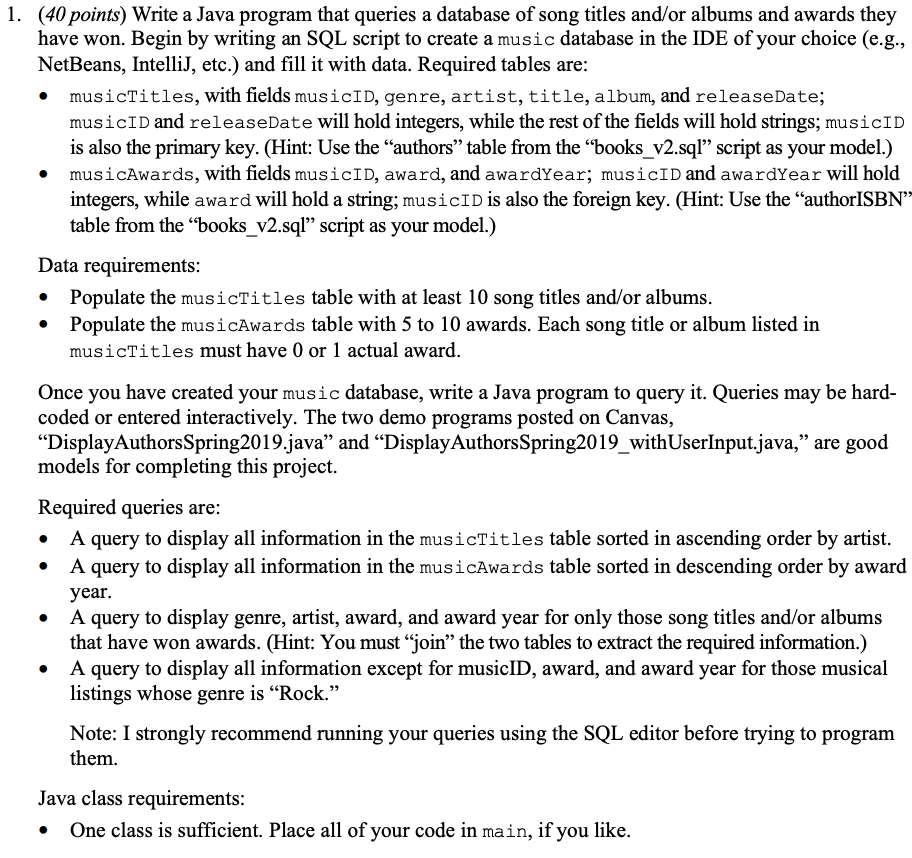 1. (40 points) Write a Java program that queries a database of song titles and/or albums and awards they
have won. Begin by writing an SQL script to create a music database in the IDE of your choice (e.g.,
NetBeans, IntelliJ, etc.) and fill it with data. Required tables are:
• musicTitles, with fields musicID, genre, artist, title, album, and releaseDate;
musicID and releaseDate will hold integers, while the rest of the fields will hold strings; musicID
is also the primary key. (Hint: Use the “authors” table from the “books_v2.sql” script as your model.)
• musicAwards, with fields musicID, award, and awardYear; musicID and awardYear will hold
integers, while award will hold a string; musicID is also the foreign key. (Hint: Use the “authorISBN”
table from the “books_v2.sql” script as your model.)
Data requirements:
• Populate the musicTitles table with at least 10 song titles and/or albums.
• Populate the musicAwards table with 5 to 10 awards. Each song title or album listed in
musicTitles must have 0 or 1 actual award.
Once you have created your music database, write a Java program to query it. Queries may be hard-
coded or entered interactively. The two demo programs posted on Canvas,
“DisplayAuthorsSpring2019.java” and “DisplayAuthorsSpring2019_withUserInput.java,” are good
models for completing this project.
Required queries are:
• A query to display all information in the musicTitles table sorted in ascending order by artist.
• A query to display all information in the musicAwards table sorted in descending order by award
year.
• A query to display genre, artist, award, and award year for only those song titles and/or albums
that have won awards. (Hint: You must “join” the two tables to extract the required information.)
• A query to display all information except for musicID, award, and award year for those musical
listings whose genre is “Rock.”
Note: I strongly recommend running your queries using the SQL editor before trying to program
them.
Java class requirements:
• One class is sufficient. Place all of your code in main, if you like.